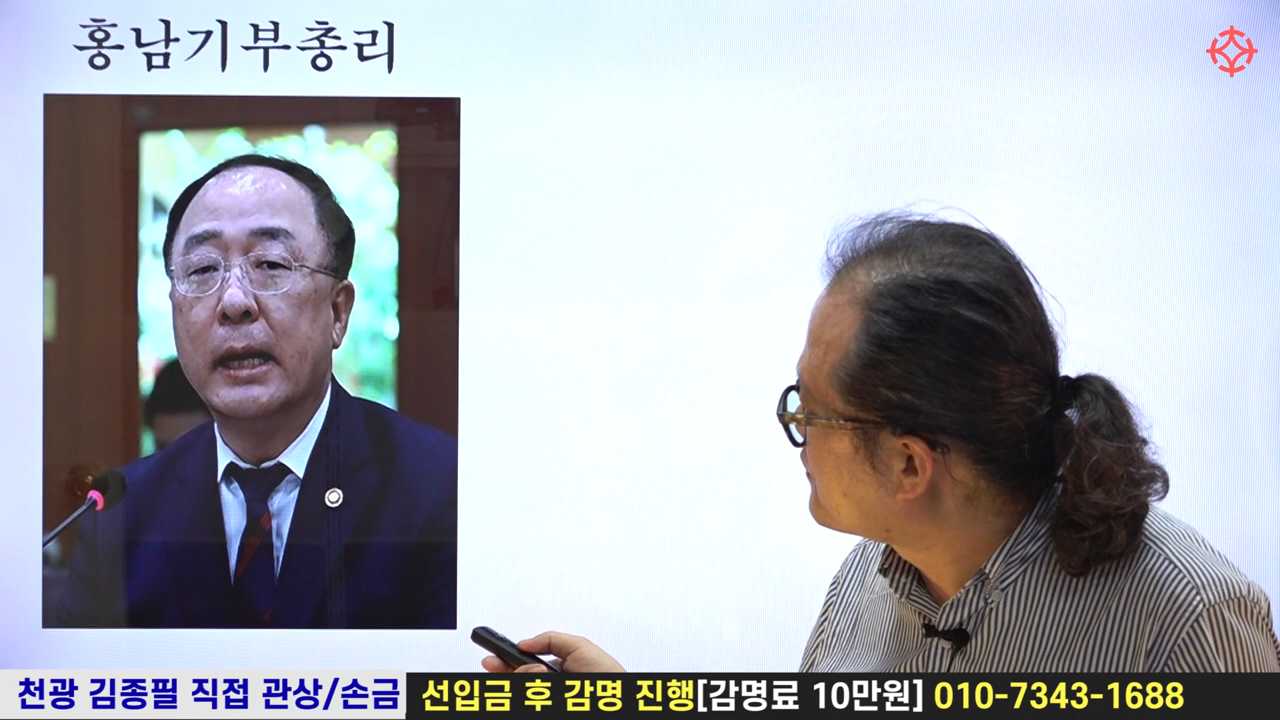 홍남기부총리
천광 김종필 직접 관상/손금 선입금 후 감명 진행[감명료 10만원] 010-7343-1688